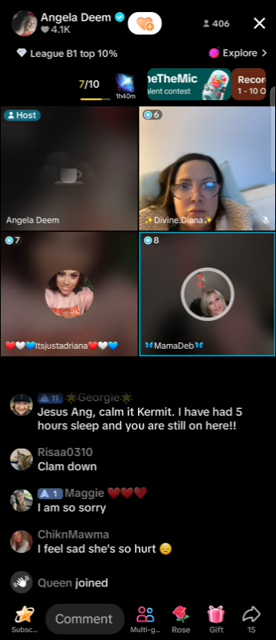 Angela Deem
4.1K
406
League B1 top 10%
Explore >
7/10
1h40m
eTheMic
alent contest
Recor
1 - 10 O
Host
6
Angela Deem
✨Divine.Diana✨
7
8
❤️🤍💙Itsjustadriana❤️🤍💙
🦋MamaDeb🦋
11 🌟Georgie🌟
Jesus Ang, calm it Kermit. I have had 5
hours sleep and you are still on here!!
Risaa0310
Clam down
1 Maggie ❤️❤️❤️
I am so sorry
ChiknMawma
I feel sad she's so hurt 😞
Queen joined
Subsc...
Comment
Multi-g...
Rose
Gift
15